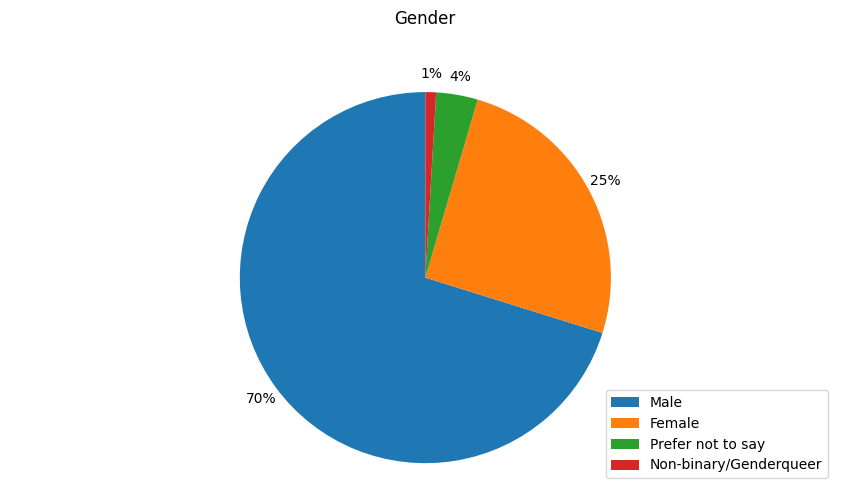 Gender
1%
4%
25%
70%
Male
Female
Prefer not to say
Non-binary/Genderqueer